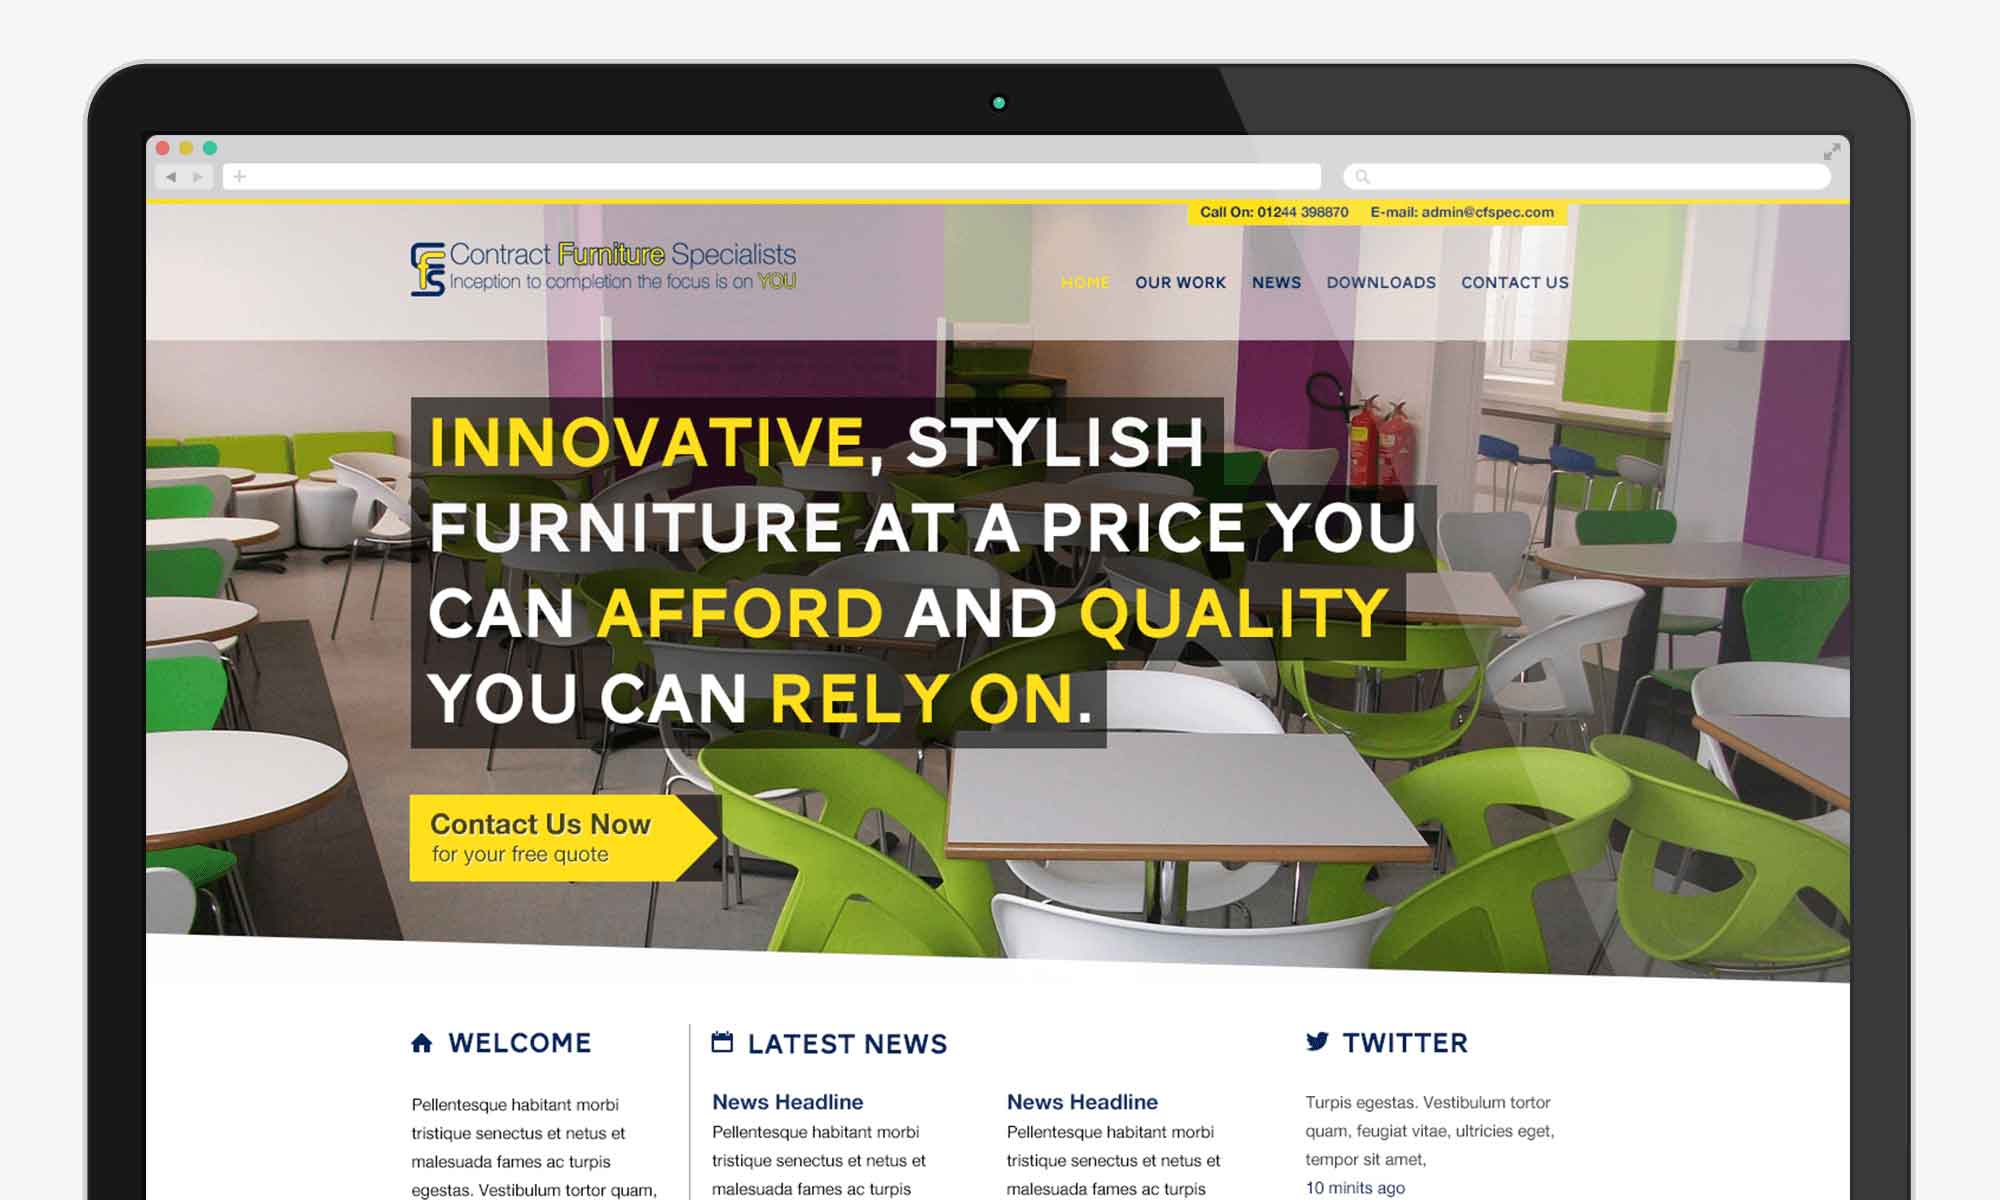 Call On: 01244 398870 E-mail: admin@cfspec.com
cfs
Contract Furniture Specialists
Inception to completion the focus is on YOU
HOME OUR WORK NEWS DOWNLOADS CONTACT US
INNOVATIVE, STYLISH
FURNITURE AT A PRICE YOU
CAN AFFORD AND QUALITY
YOU CAN RELY ON.
Contact Us Now
for your free quote
WELCOME
Pellentesque habitant morbi
tristique senectus et netus et
malesuada fames ac turpis
egestas. Vestibulum tortor quam,
LATEST NEWS
News Headline
Pellentesque habitant morbi
tristique senectus et netus et
malesuada fames ac turpis
News Headline
Pellentesque habitant morbi
tristique senectus et netus et
malesuada fames ac turpis
TWITTER
Turpis egestas. Vestibulum tortor
quam, feugiat vitae, ultricies eget,
tempor sit amet,
10 minits ago